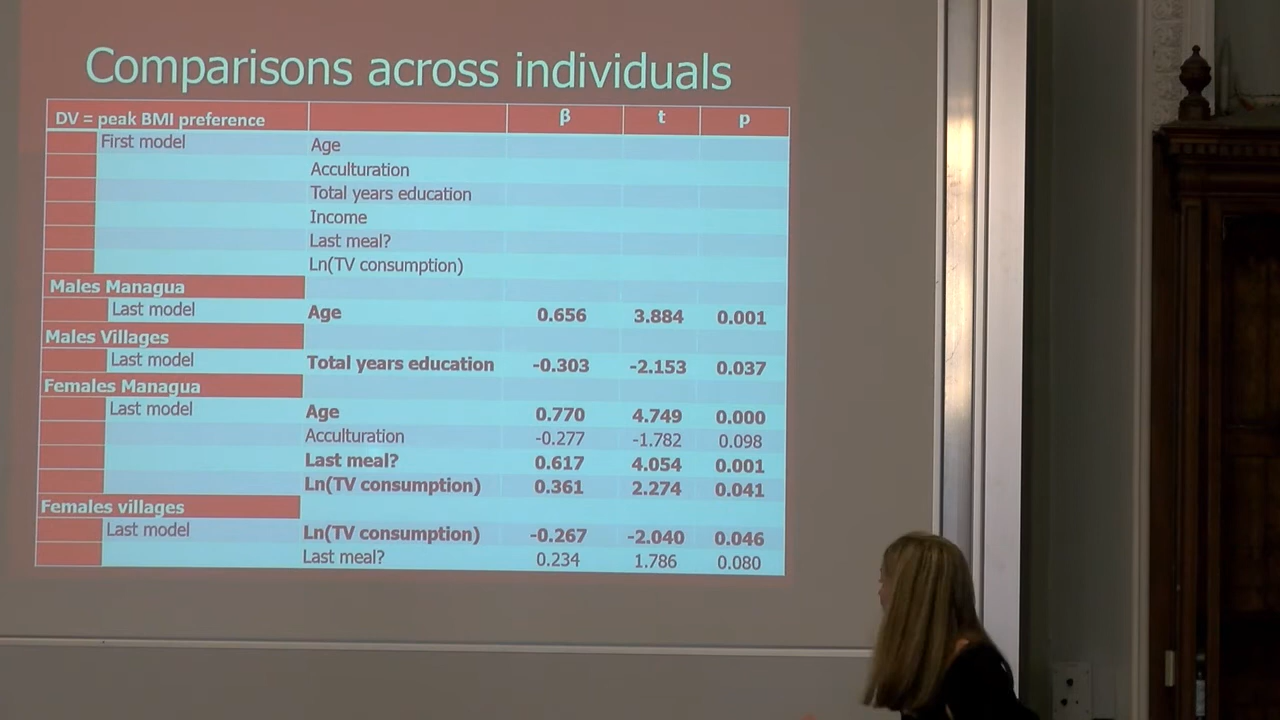 Comparisons across individuals
DV = peak BMI preference β t p
First model Age
Acculturation
Total years education
Income
Last meal?
Ln(TV consumption)
Males Managua
Last model Age 0.656 3.884 0.001
Males Villages
Last model Total years education -0.303 -2.153 0.037
Females Managua
Last model Age 0.770 4.749 0.000
Acculturation -0.277 -1.782 0.098
Last meal? 0.617 4.054 0.001
Ln(TV consumption) 0.361 2.274 0.041
Females villages
Last model Ln(TV consumption) -0.267 -2.040 0.046
Last meal? 0.234 1.786 0.080